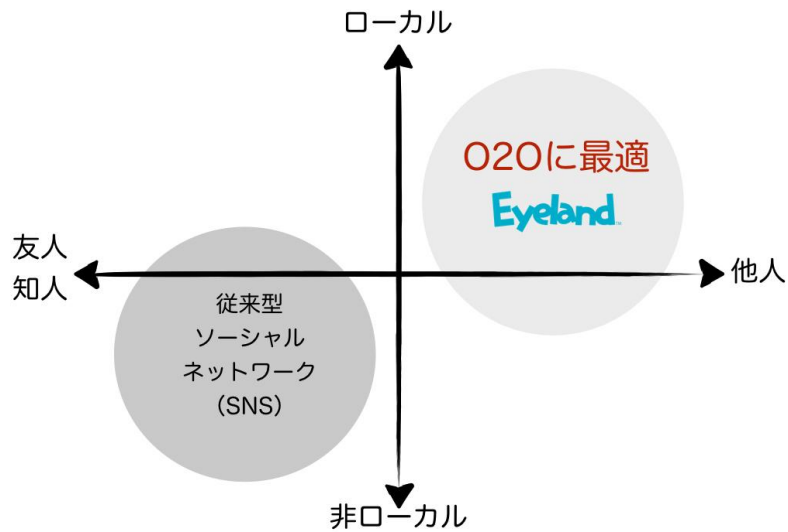 ローカル
O2Oに最適
Eyeland™
友人
知人
他人
従来型
ソーシャル
ネットワーク
（SNS）
非ローカル